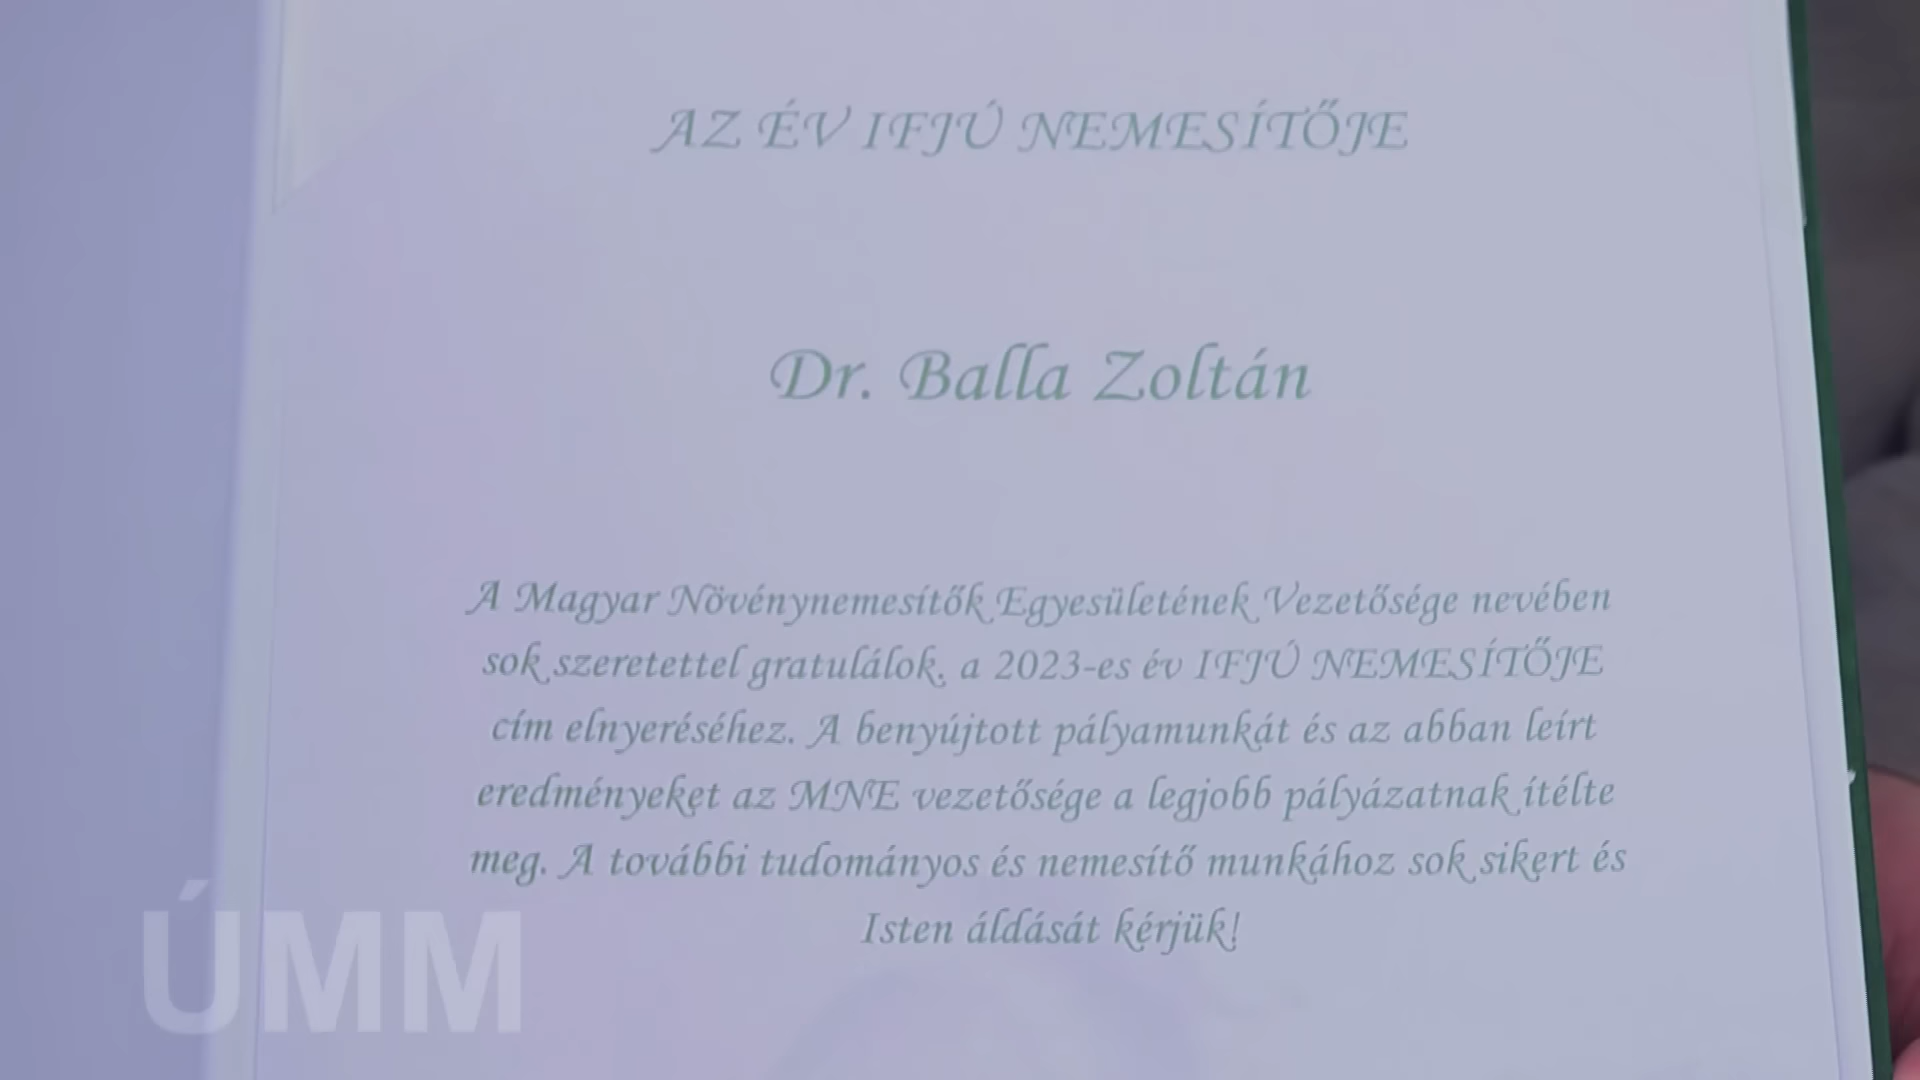 AZ ÉV IFJÚ NEMESÍTŐJE
Dr. Balla Zoltán
A Magyar Növénynemesítők Egyesületének Vezetősége nevében
sok szeretettel gratulálok, a 2023-es év IFJÚ NEMESÍTŐJE
cím elnyeréséhez. A benyújtott pályamunkát és az abban leírt
eredményeket az MNE vezetősége a legjobb pályázatnak ítélte
meg. A további tudományos és nemesítő munkához sok sikert és
Isten áldását kérjük!
ÚMM